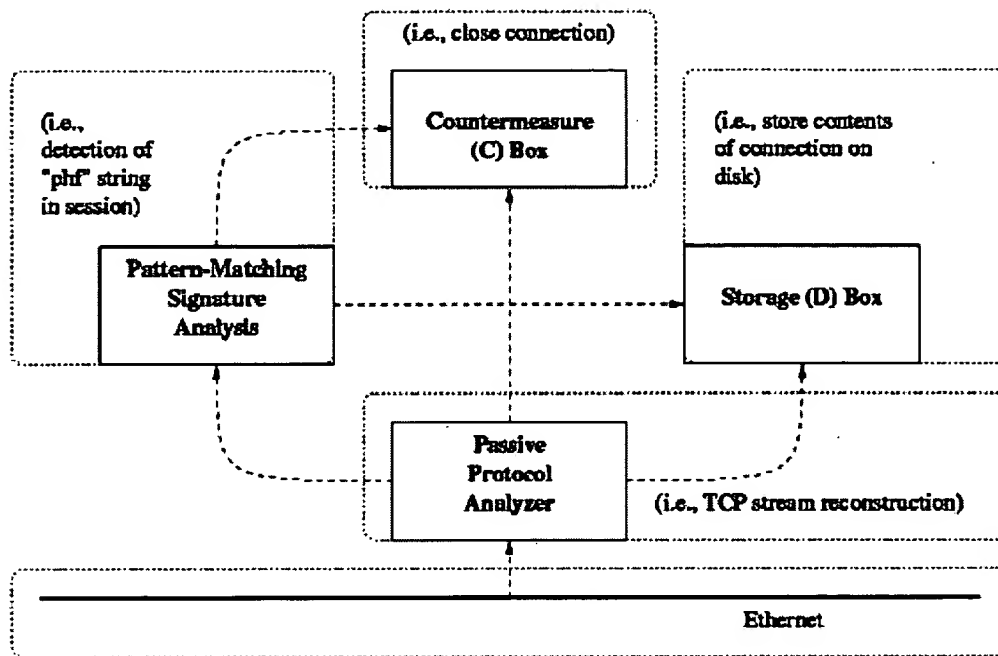 (i.e., close connection)
Countermeasure
(C) Box
(i.e.,
detection of
"phf" string
in session)
(i.e., store contents
of connection on
disk)
Pattern-Matching
Signature
Analysis
Storage (D) Box
Passive
Protocol
Analyzer
(i.e., TCP stream reconstruction)
Ethernet